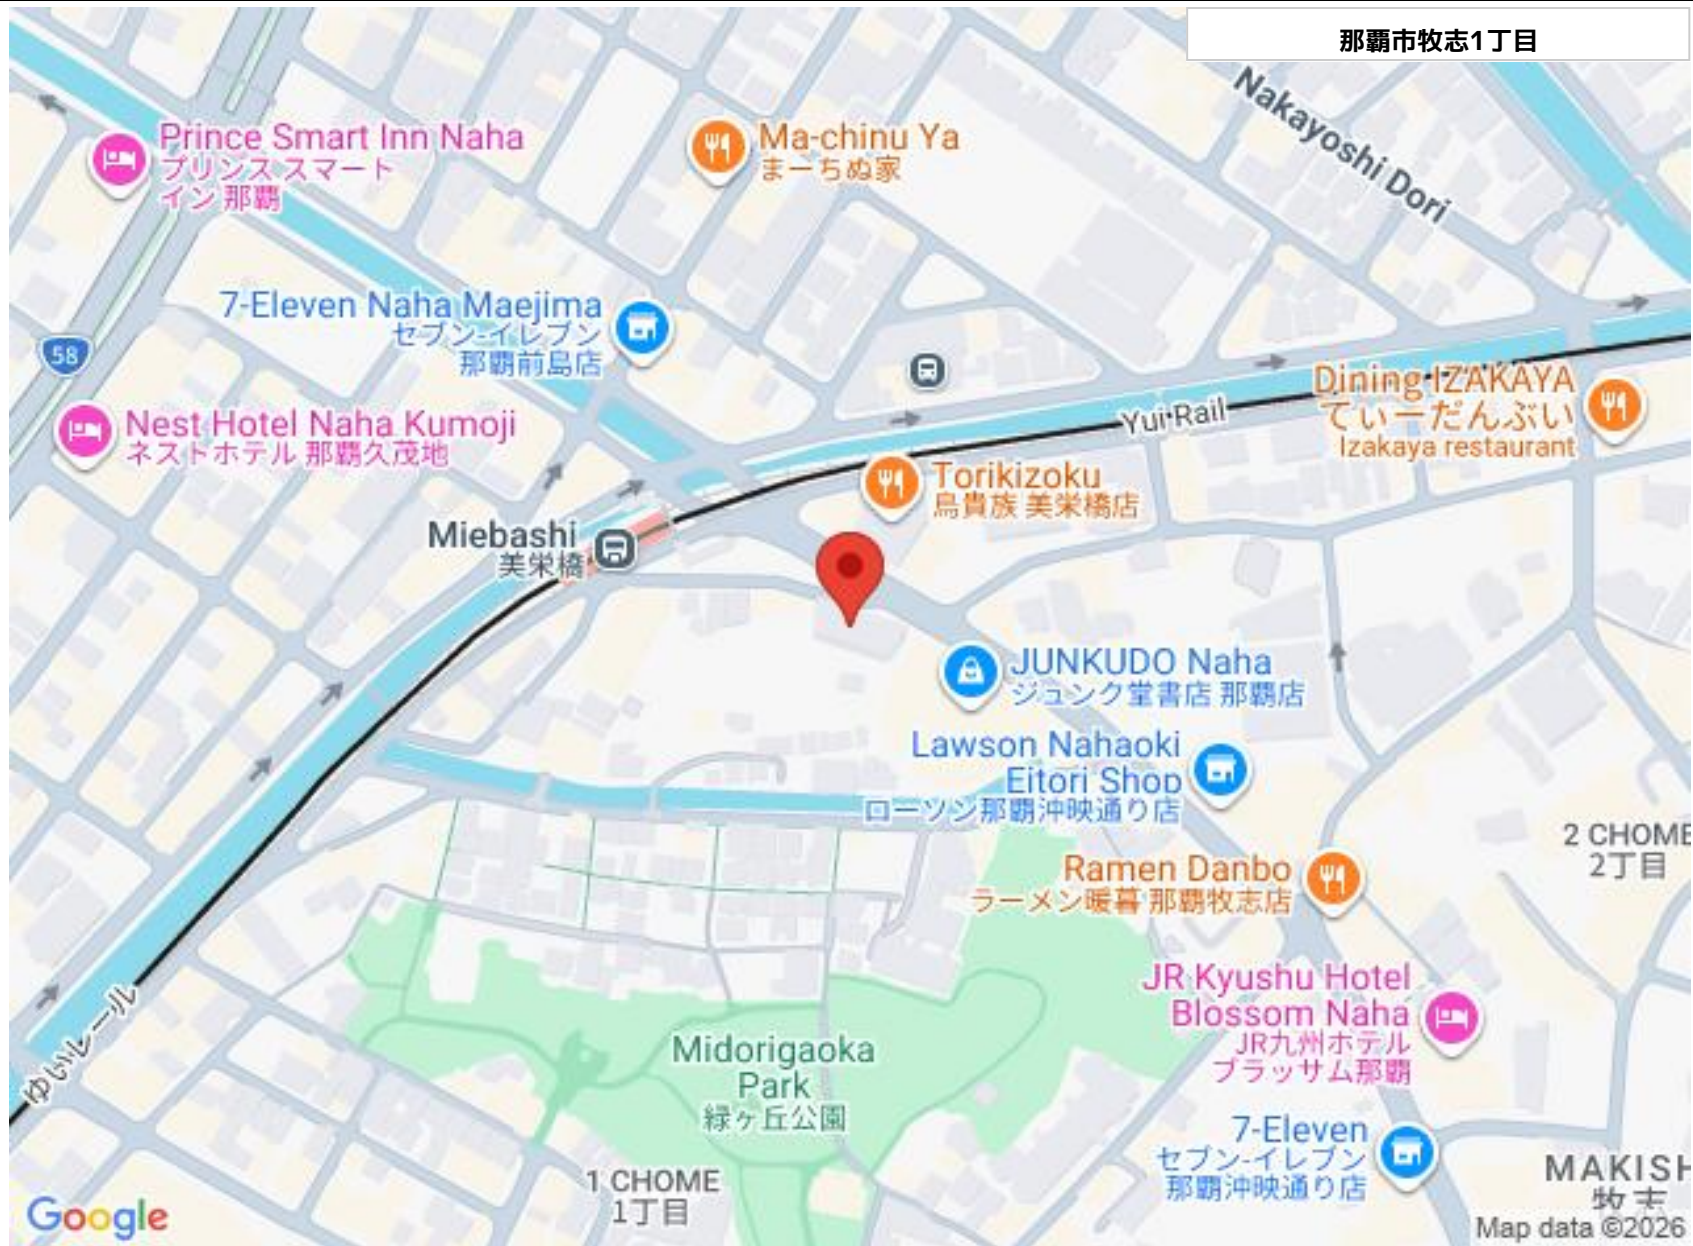 那覇市牧志1丁目
Nakayoshi Dori
Prince Smart Inn Naha
プリンス スマート
イン 那覇
Ma-chinu Ya
まーちぬ家
7-Eleven Naha Maejima
セブン-イレブン
那覇前島店
58
Nest Hotel Naha Kumoji
ネストホテル 那覇久茂地
Dining IZAKAYA
てぃーだんぶい
Izakaya restaurant
Yui Rail
Torikizoku
鳥貴族 美栄橋店
Miebashi
美栄橋
JUNKUDO Naha
ジュンク堂書店 那覇店
Lawson Nahaoki
Eitori Shop
ローソン那覇沖映通り店
2 CHOME
2丁目
Ramen Danbo
ラーメン暖暮 那覇牧志店
JR Kyushu Hotel
Blossom Naha
JR九州ホテル
ブラッサム那覇
ゆいレール
Midorigaoka
Park
緑ヶ丘公園
7-Eleven
セブン-イレブン
那覇沖映通り店
1 CHOME
1丁目
MAKISH
牧志
Google
Map data ©2026